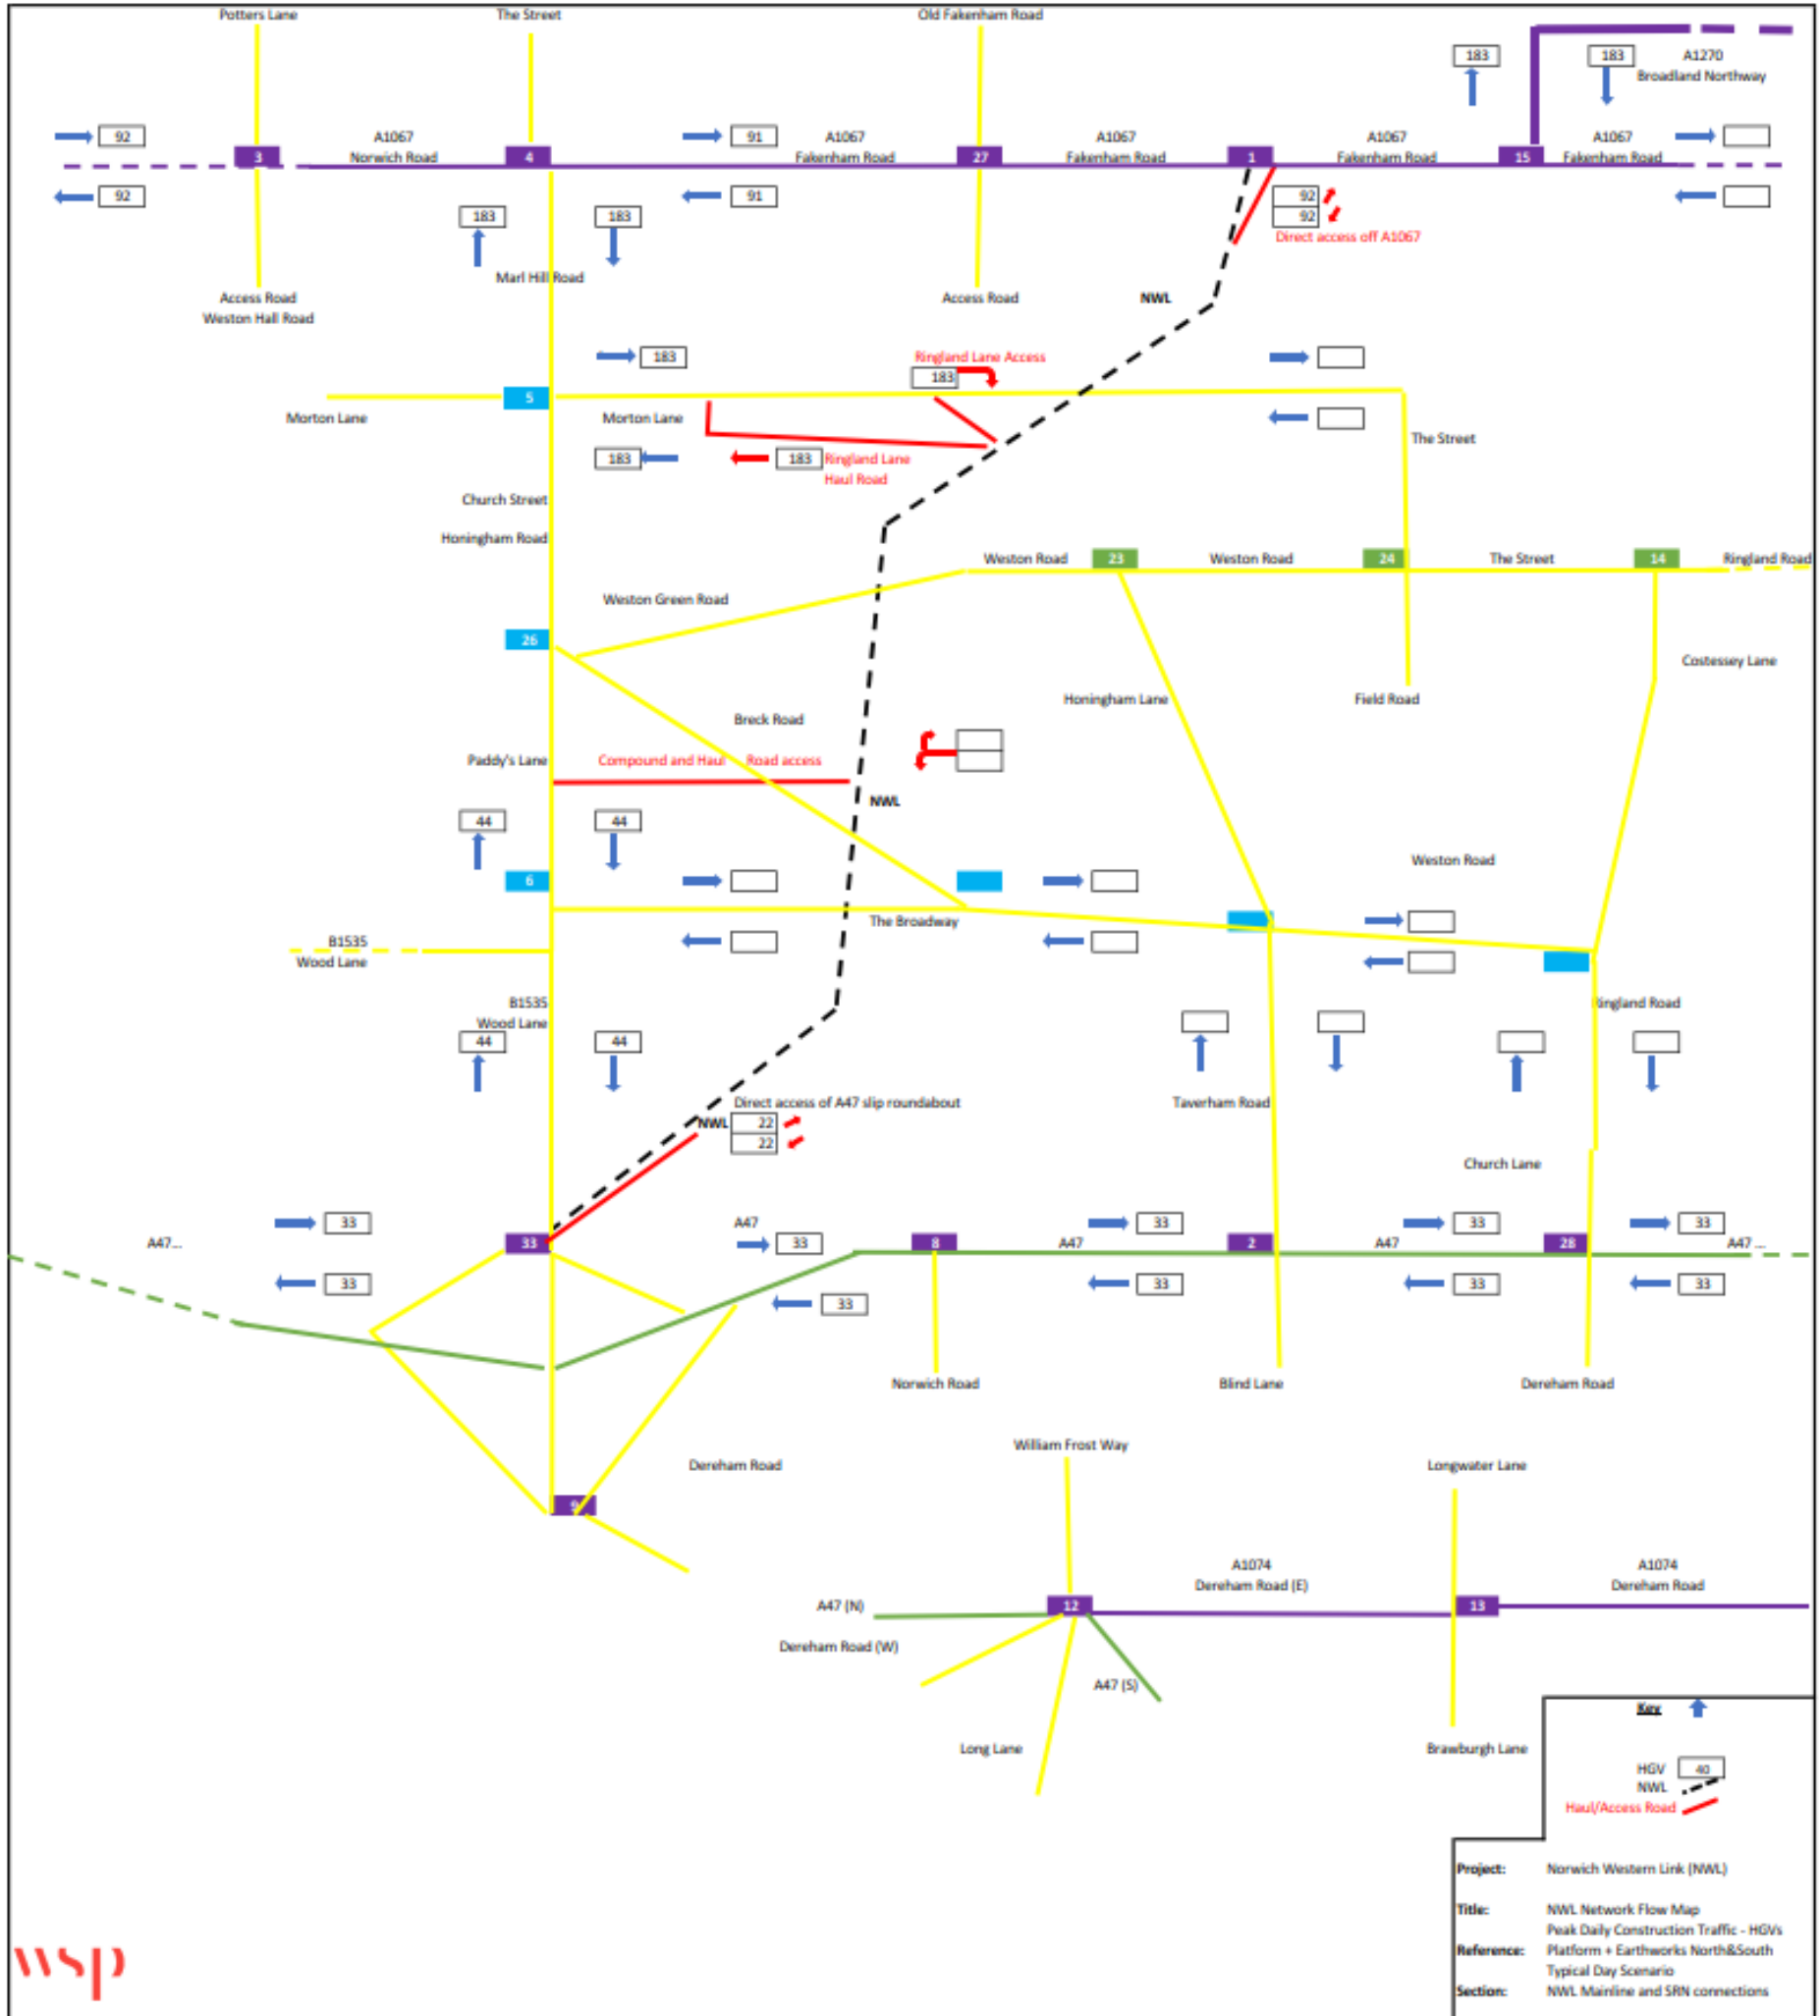 Potters Lane
The Street
Old Fakenham Road
183
183
A1270
Broadland Northway
92
A1067
Norwich Road
91
A1067
Fakenham Road
A1067
Fakenham Road
A1067
Fakenham Road
A1067
Fakenham Road
3
4
27
1
15
92
183
183
91
92
92
Direct access off A1067
Marl Hill Road
Access Road
Weston Hall Road
Access Road
NWL
183
Ringland Lane Access
183
5
Morton Lane
Morton Lane
The Street
183
183
Ringland Lane
Haul Road
Church Street
Honingham Road
Weston Road
23
Weston Road
24
The Street
14
Ringland Road
Weston Green Road
26
Costessey Lane
Honingham Lane
Field Road
Breck Road
Paddy's Lane
Compound and Haul Road access
NWL
44
44
Weston Road
6
The Broadway
B1535
Wood Lane
B1535
Wood Lane
Ringland Road
44
44
Direct access of A47 slip roundabout
NWL
22
22
Taverham Road
Church Lane
33
A47
33
33
33
33
A47...
33
8
A47
2
A47
28
A47 ...
33
33
33
33
33
Norwich Road
Blind Lane
Dereham Road
William Frost Way
Dereham Road
Longwater Lane
9
A1074
Dereham Road (E)
A1074
Dereham Road
A47 (N)
12
13
Dereham Road (W)
A47 (S)
Long Lane
Brawburgh Lane
Key
HGV 40
NWL
Haul/Access Road
Project: Norwich Western Link (NWL)
Title: NWL Network Flow Map
Peak Daily Construction Traffic - HGVs
Reference: Platform + Earthworks North&South
Typical Day Scenario
Section: NWL Mainline and SRN connections
wsp